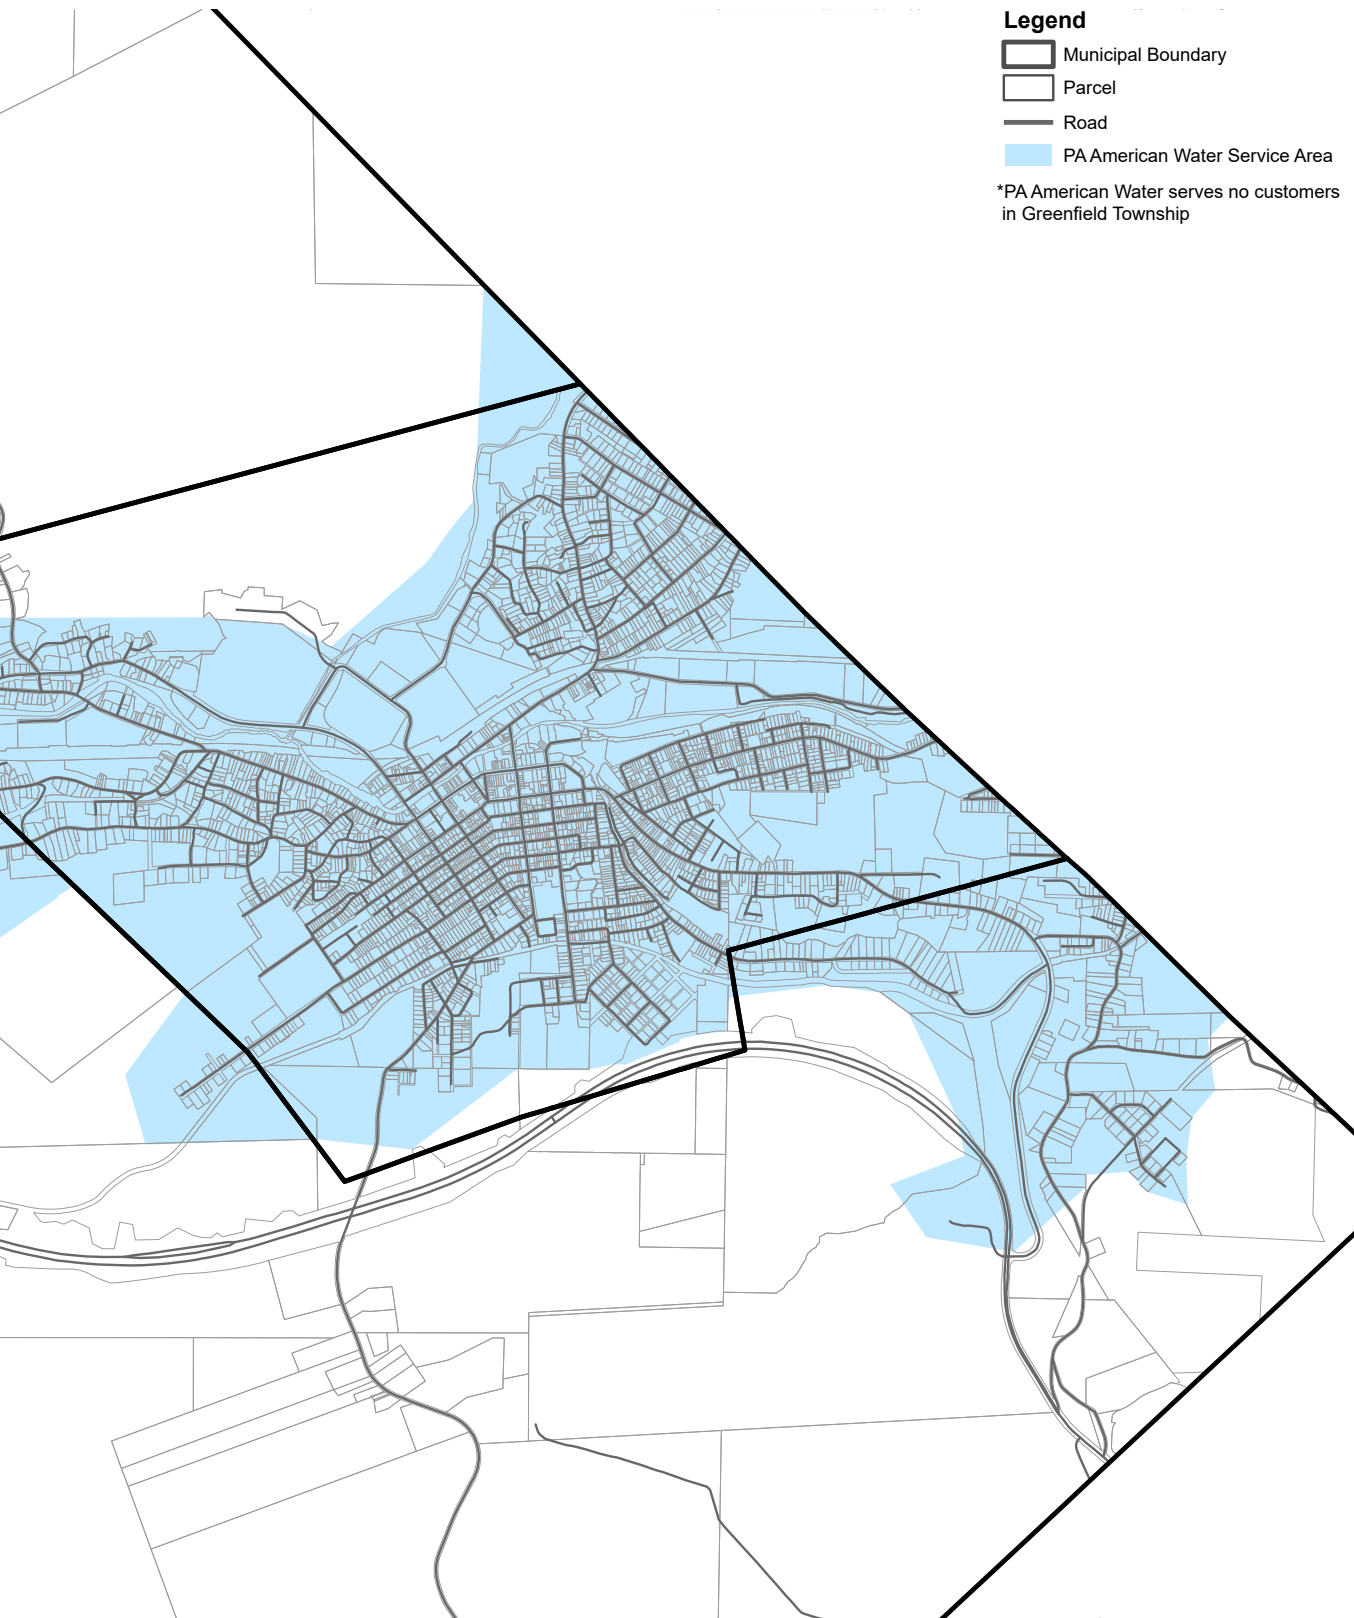 Legend
Municipal Boundary
Parcel
Road
PA American Water Service Area
*PA American Water serves no customers
in Greenfield Township